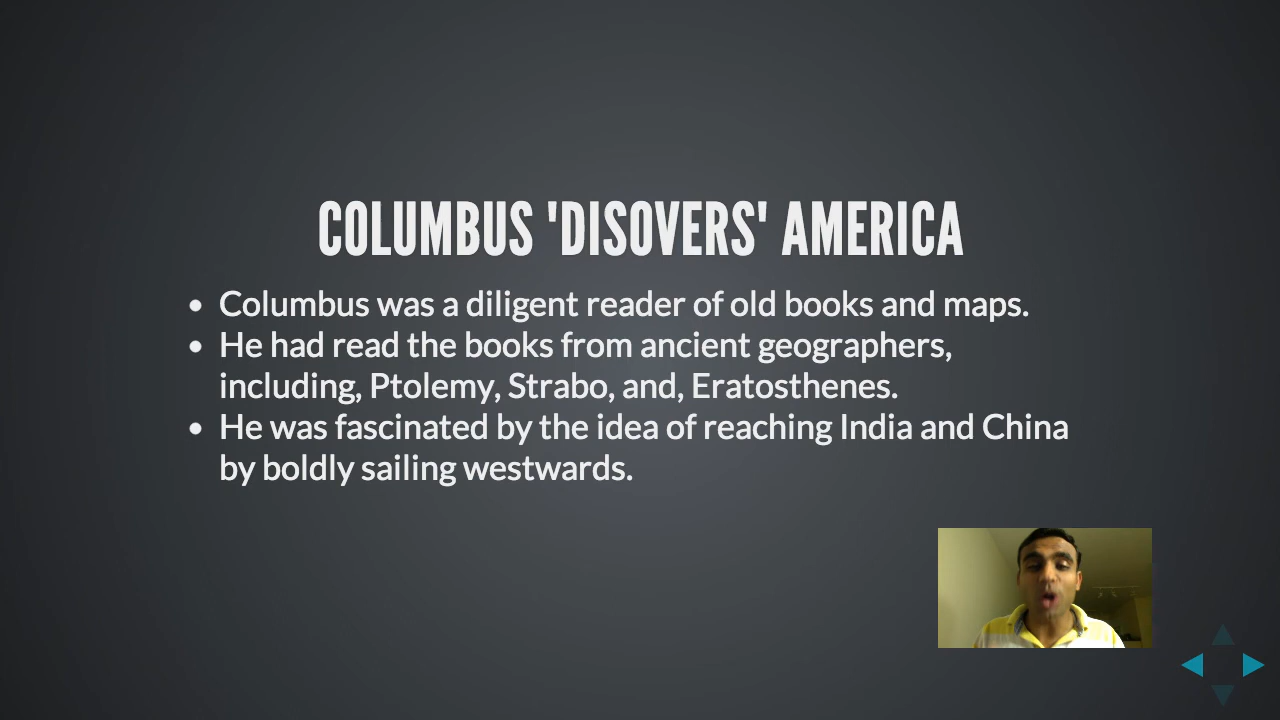 COLUMBUS 'DISOVERS' AMERICA
• Columbus was a diligent reader of old books and maps.
• He had read the books from ancient geographers,
including, Ptolemy, Strabo, and, Eratosthenes.
• He was fascinated by the idea of reaching India and China
by boldly sailing westwards.